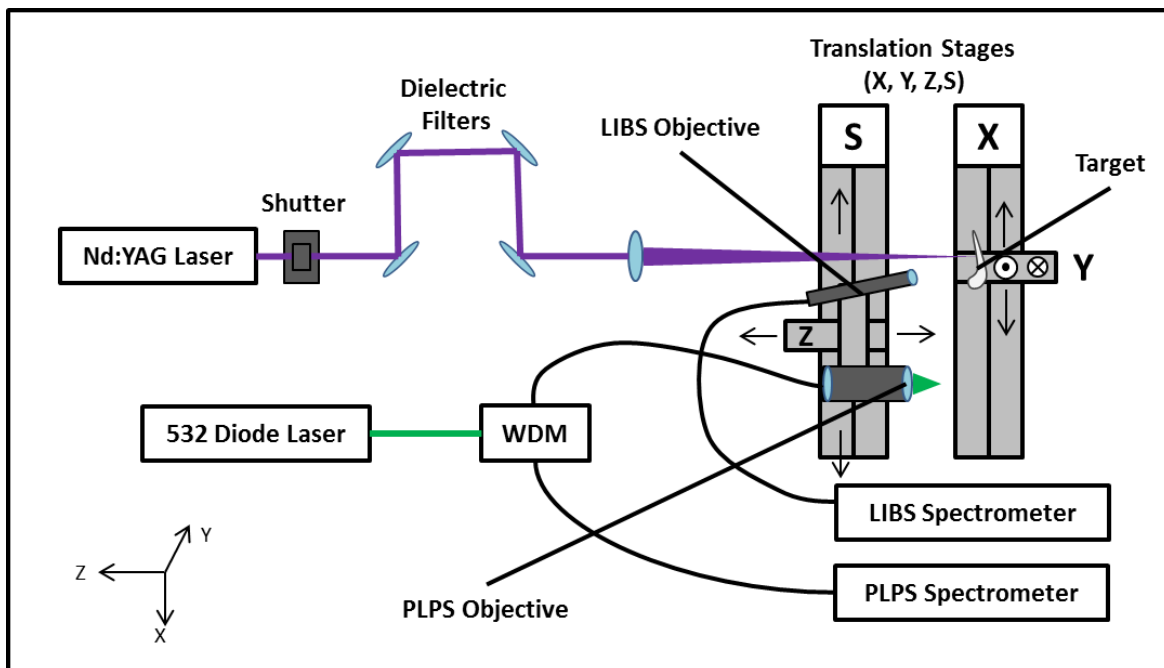 Translation Stages
(X, Y, Z,S)
Dielectric
Filters
LIBS Objective
S
X
Target
Shutter
Nd:YAG Laser
Y
Z
532 Diode Laser
WDM
LIBS Spectrometer
Y
Z
X
PLPS Objective
PLPS Spectrometer